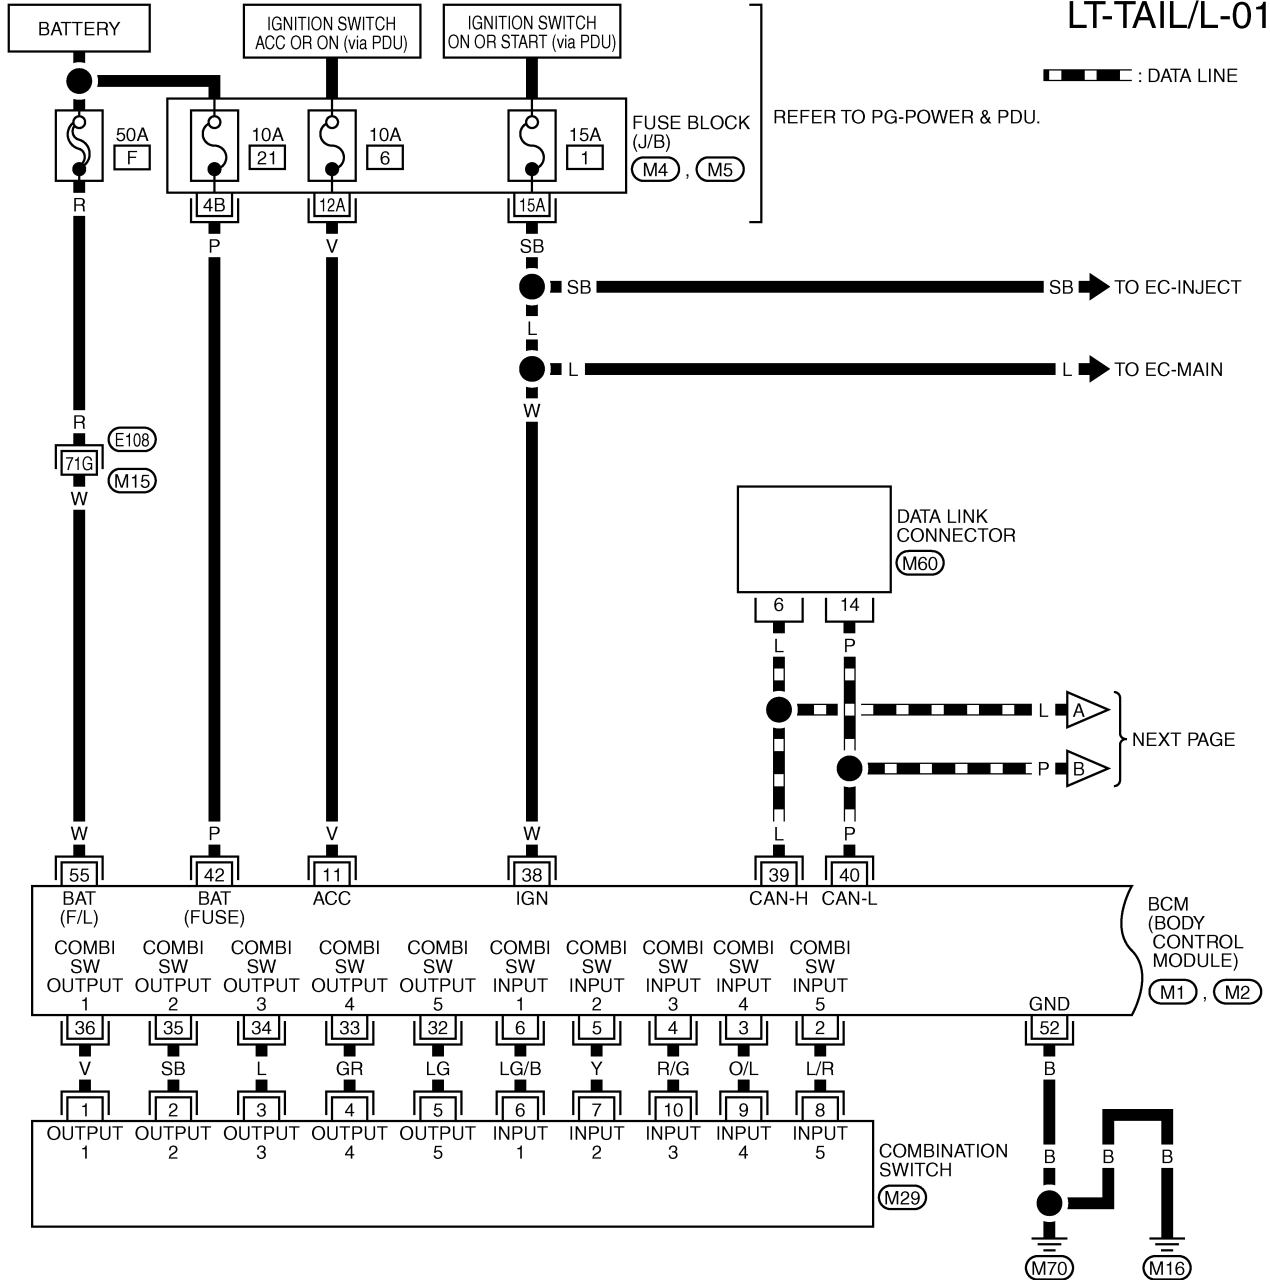 LT-TAIL/L-01
BATTERY
IGNITION SWITCH
ACC OR ON (via PDU)
IGNITION SWITCH
ON OR START (via PDU)
: DATA LINE
REFER TO PG-POWER & PDU.
50A
F
10A
21
10A
6
15A
1
FUSE BLOCK
(J/B)
M4 , M5
R
4B
12A
15A
P
V
SB
SB
SB
TO EC-INJECT
L
L
L
TO EC-MAIN
W
R
E108
71G
M15
W
DATA LINK
CONNECTOR
M60
6
14
L
P
L
A
NEXT PAGE
P
B
W
P
V
W
L
P
55
42
11
38
39
40
BAT
(F/L)
BAT
(FUSE)
ACC
IGN
CAN-H
CAN-L
BCM
(BODY
CONTROL
MODULE)
M1 , M2
COMBI
SW
OUTPUT
1
COMBI
SW
OUTPUT
2
COMBI
SW
OUTPUT
3
COMBI
SW
OUTPUT
4
COMBI
SW
OUTPUT
5
COMBI
SW
INPUT
1
COMBI
SW
INPUT
2
COMBI
SW
INPUT
3
COMBI
SW
INPUT
4
COMBI
SW
INPUT
5
GND
36
35
34
33
32
6
5
4
3
2
52
V
SB
L
GR
LG
LG/B
Y
R/G
O/L
L/R
B
1
2
3
4
5
6
7
10
9
8
OUTPUT
1
OUTPUT
2
OUTPUT
3
OUTPUT
4
OUTPUT
5
INPUT
1
INPUT
2
INPUT
3
INPUT
4
INPUT
5
COMBINATION
SWITCH
M29
B
B
B
M70
M16